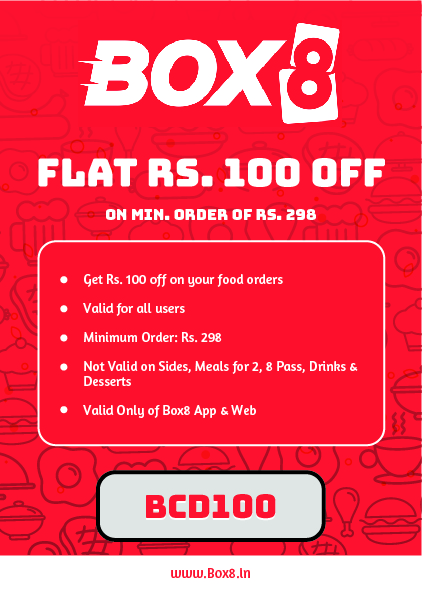 BOX8
FLAT RS. 100 OFF
ON MIN. ORDER OF RS. 298
Get Rs. 100 off on your food orders
Valid for all users
Minimum Order: Rs. 298
Not Valid on Sides, Meals for 2, 8 Pass, Drinks &
Desserts
Valid Only of Box8 App & Web
BCD100
www.Box8.In